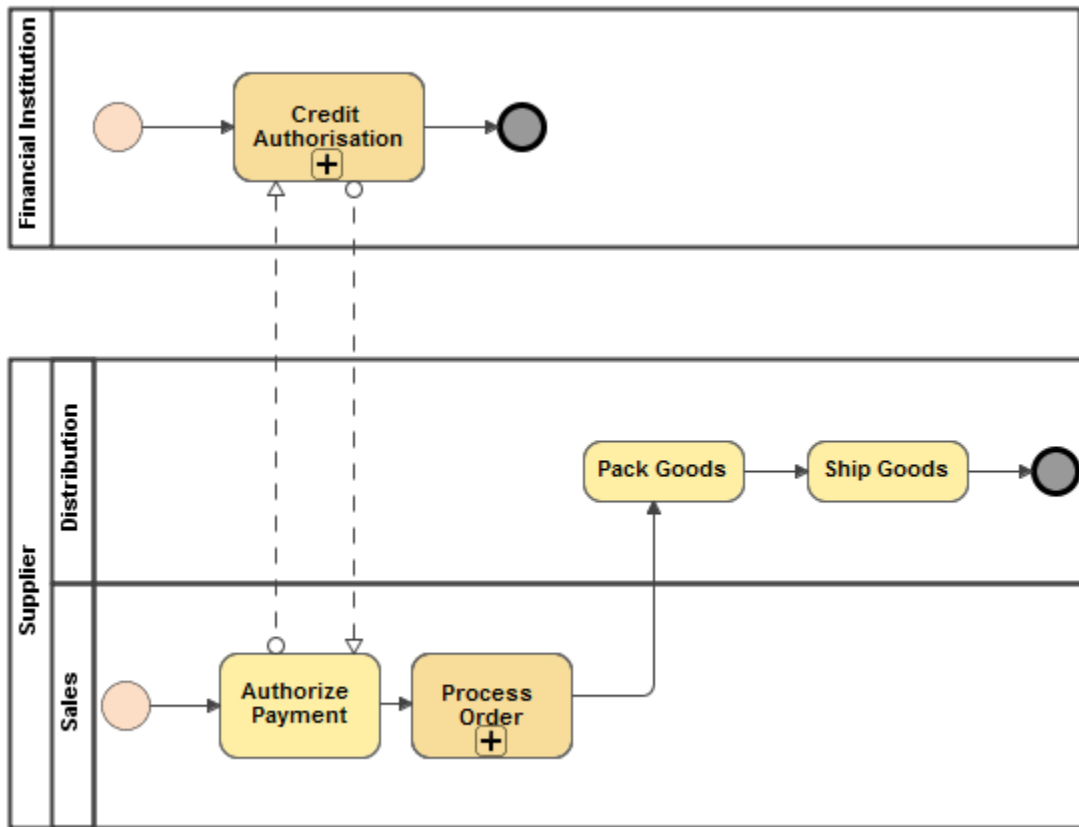 Financial Institution
Credit
Authorisation
Supplier
Distribution
Pack Goods
Ship Goods
Sales
Authorize
Payment
Process
Order